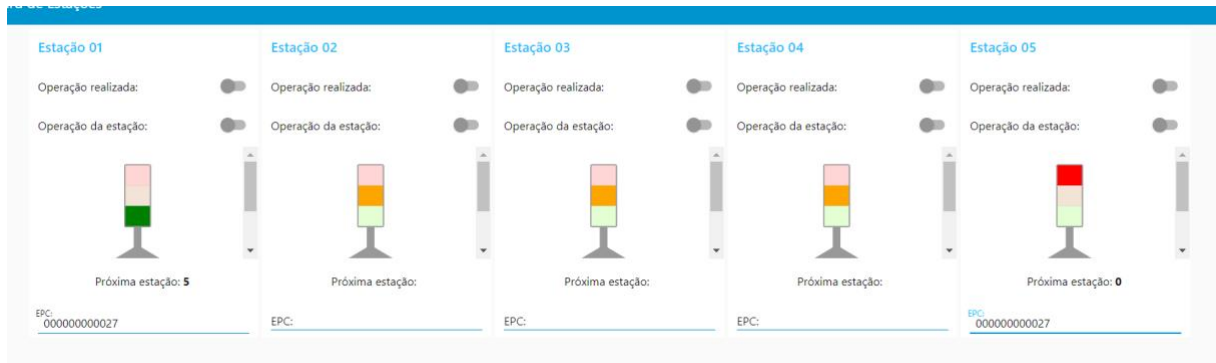 de Estações
Estação 01
Operação realizada:
Operação da estação:
Próxima estação: 5
EPC:
000000000027
Estação 02
Operação realizada:
Operação da estação:
Próxima estação:
EPC:
Estação 03
Operação realizada:
Operação da estação:
Próxima estação:
EPC:
Estação 04
Operação realizada:
Operação da estação:
Próxima estação:
EPC:
Estação 05
Operação realizada:
Operação da estação:
Próxima estação: 0
EPC:
000000000027